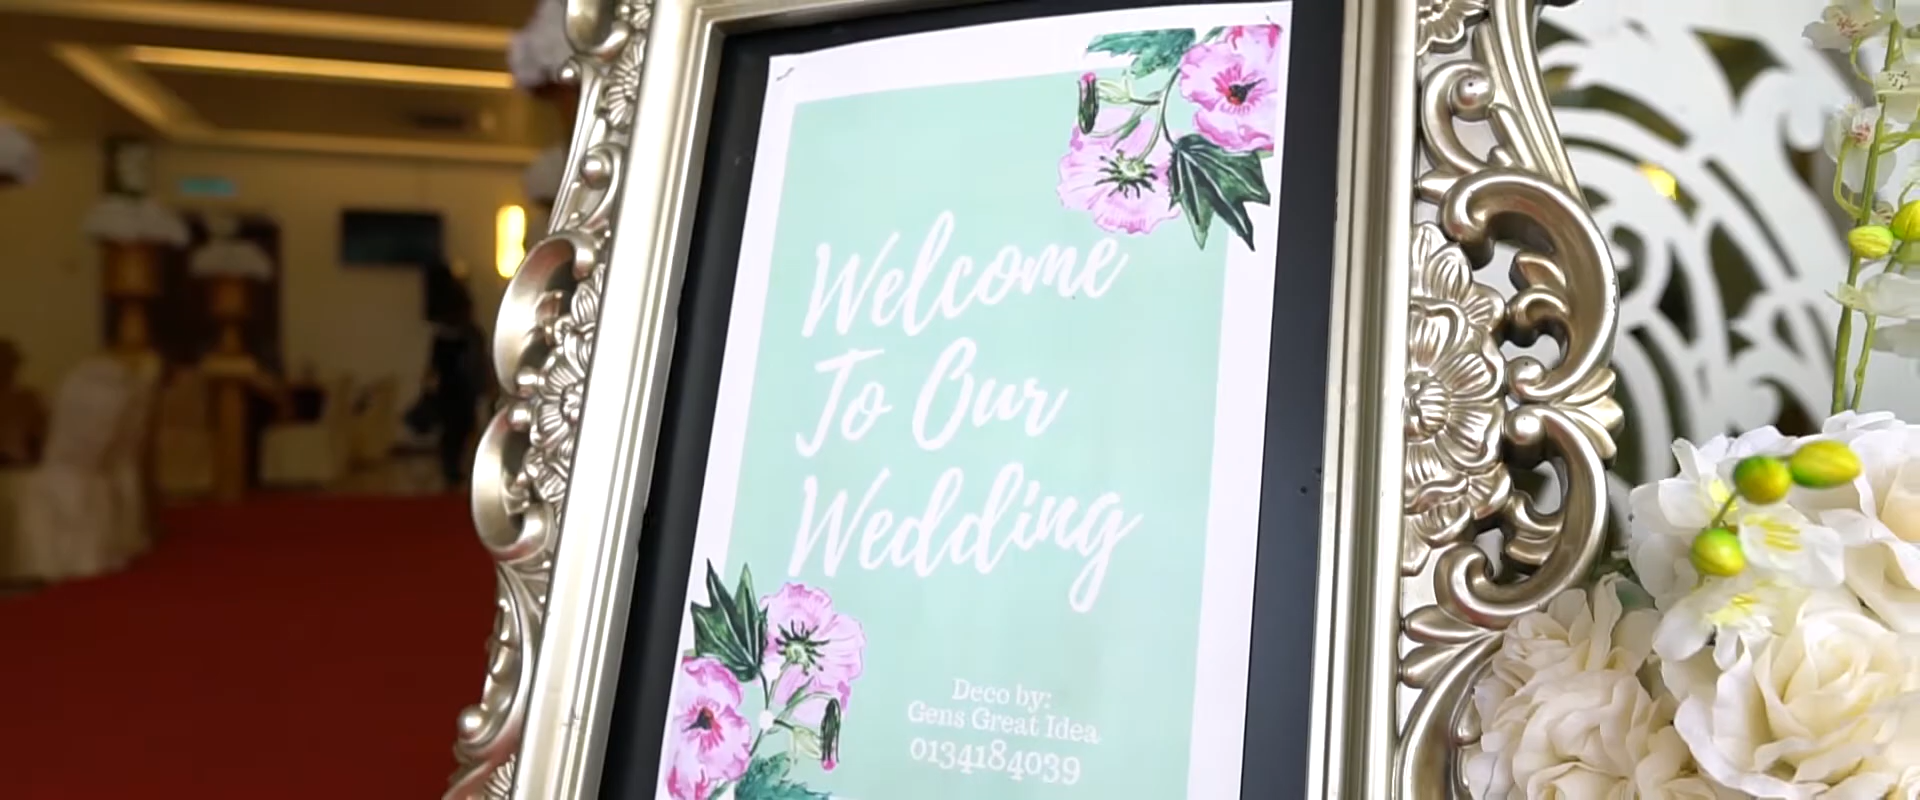 Welcome
To Our
Wedding
Deco by:
Gens Great Idea
0134184039